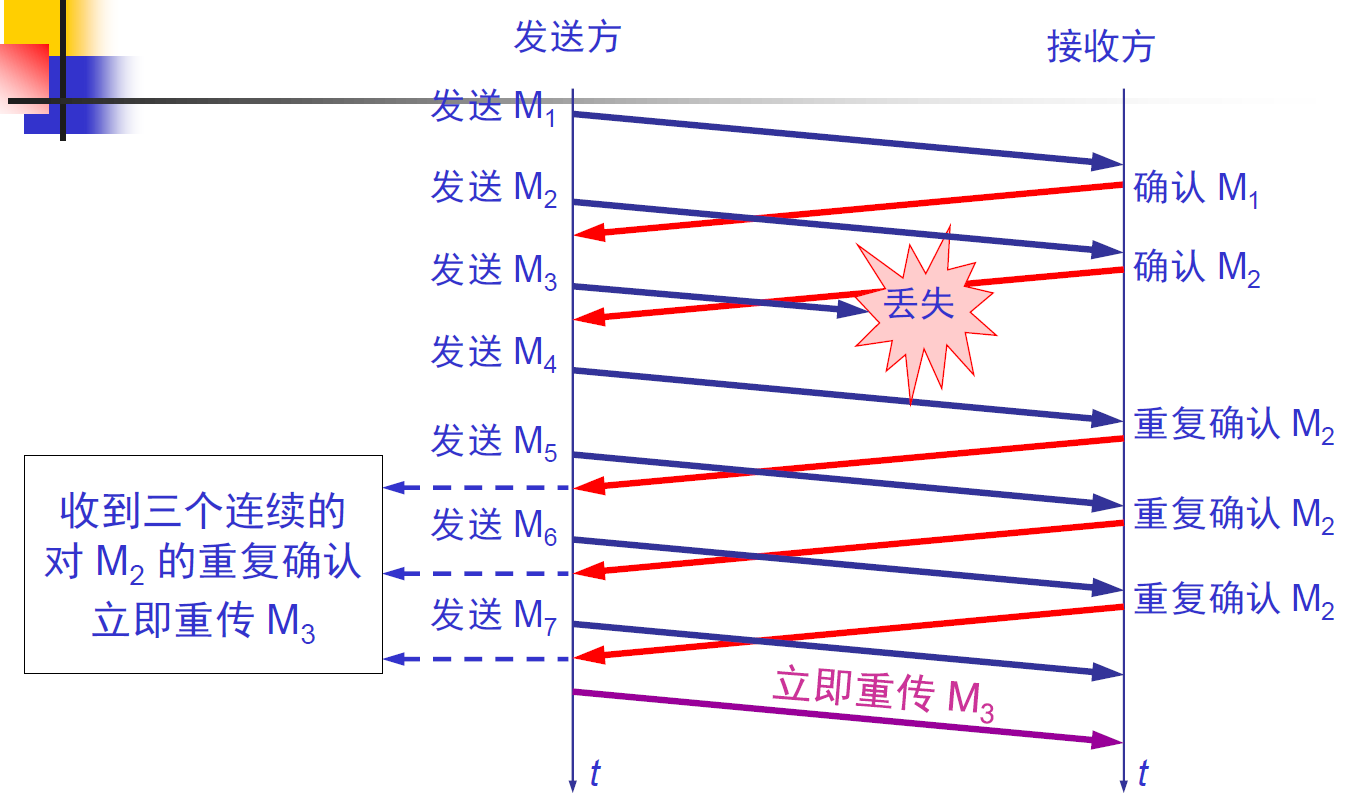 发送方
接收方
发送 M1
确认 M1
发送 M2
确认 M2
发送 M3
丢失
发送 M4
重复确认 M2
发送 M5
收到三个连续的
对 M2 的重复确认
立即重传 M3
重复确认 M2
发送 M6
重复确认 M2
发送 M7
立即重传 M3
t
t